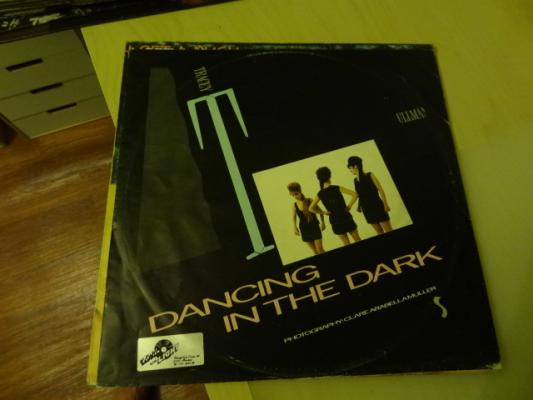 TRACEY
T
ULLMAN
DANCING
IN THE DARK
PHOTOGRAPHY: CLARE ARABELLA MULLER
S